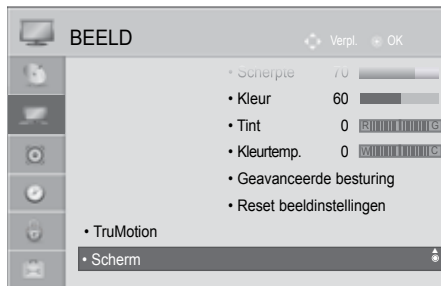 BEELD Verpl. OK
• Scherpte 70
• Kleur 60
• Tint 0 R G
• Kleurtemp. 0 W C
• Geavanceerde besturing
• Reset beeldinstellingen
• TruMotion
• Scherm